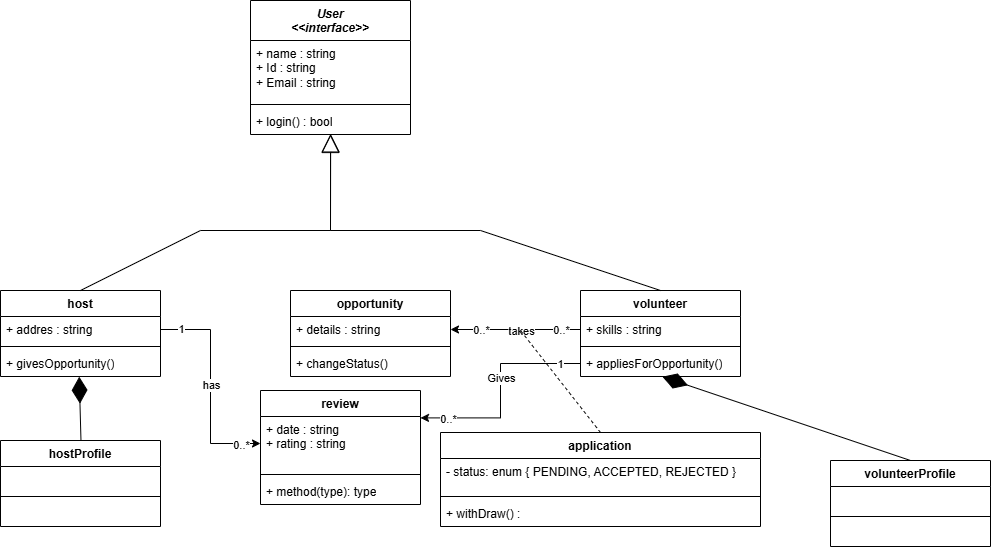 User
<<interface>>
+ name : string
+ Id : string
+ Email : string
+ login() : bool
host
+ addres : string
+ givesOpportunity()
opportunity
+ details : string
+ changeStatus()
volunteer
+ skills : string
+ appliesForOpportunity()
1
has
0..*
0..*
takes
0..*
1
Gives
0..*
review
+ date : string
+ rating : string
+ method(type): type
hostProfile
application
- status: enum { PENDING, ACCEPTED, REJECTED }
+ withDraw() :
volunteerProfile